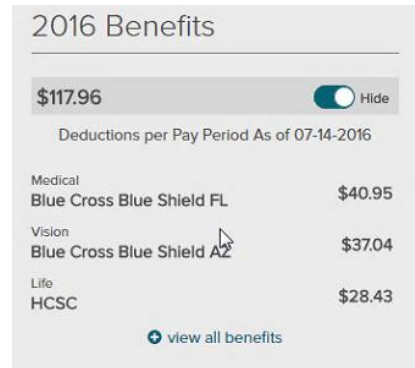 2016 Benefits
$117.96 Hide
Deductions per Pay Period As of 07-14-2016
Medical
Blue Cross Blue Shield FL $40.95
Vision
Blue Cross Blue Shield AZ $37.04
Life
HCSC $28.43
view all benefits